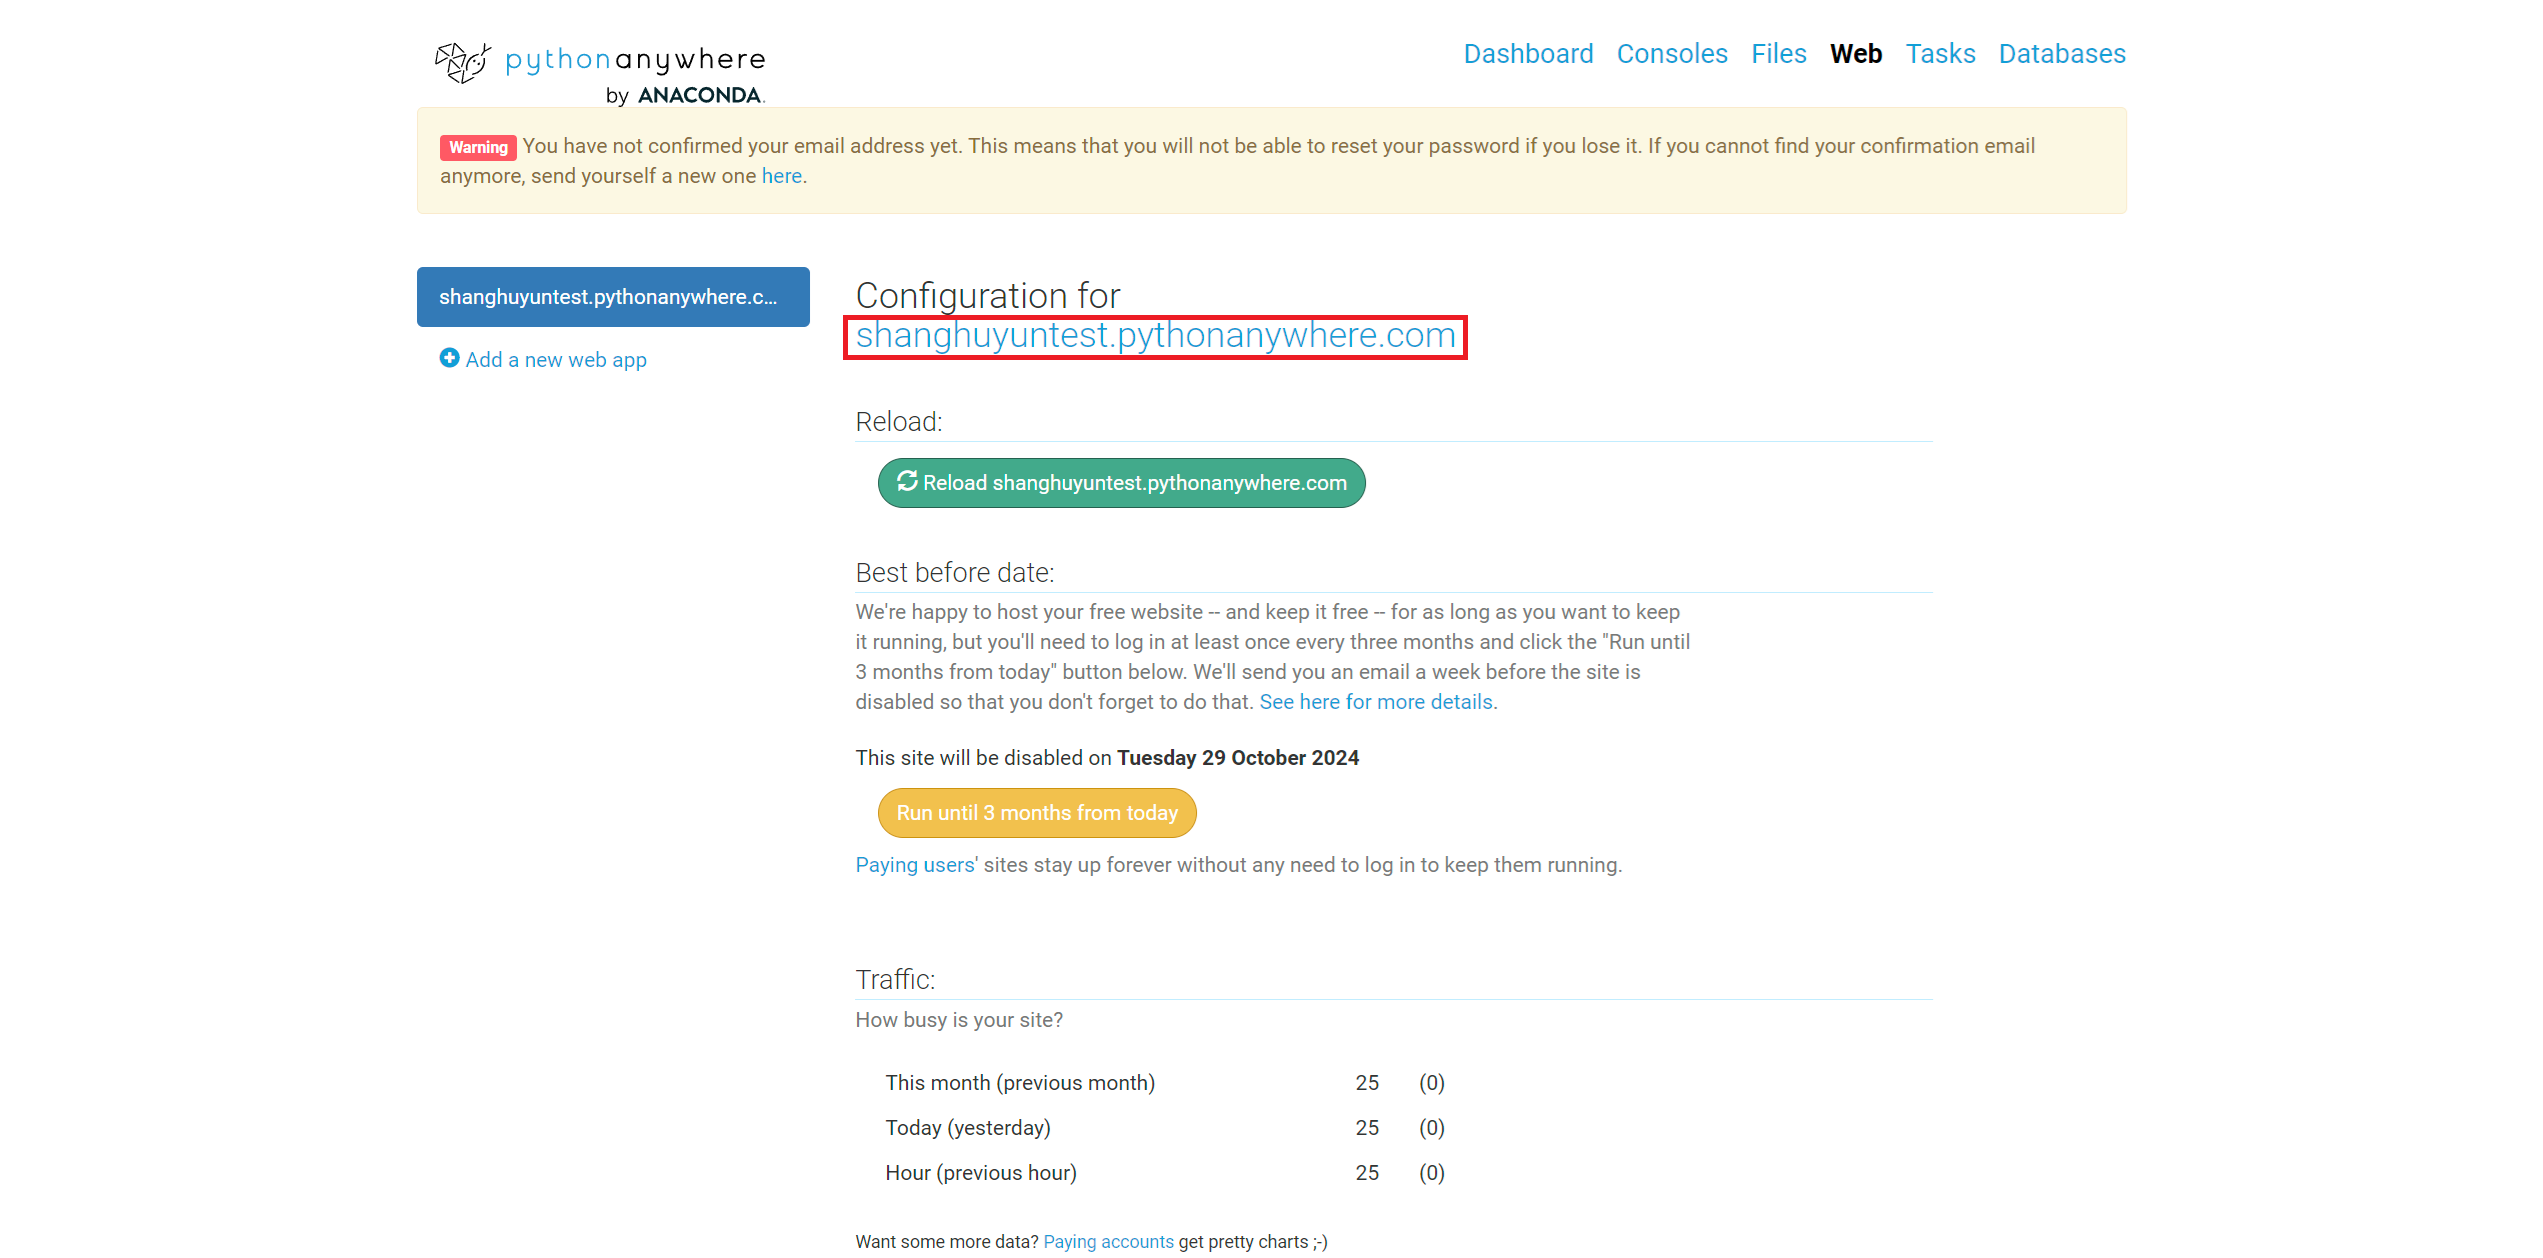 pythonanywhere
by ANACONDA.
Dashboard Consoles Files Web Tasks Databases
Warning You have not confirmed your email address yet. This means that you will not be able to reset your password if you lose it. If you cannot find your confirmation email
anymore, send yourself a new one here.
shanghuyuntest.pythonanywhere.c...
Add a new web app
Configuration for
shanghuyuntest.pythonanywhere.com
Reload:
Reload shanghuyuntest.pythonanywhere.com
Best before date:
We're happy to host your free website -- and keep it free -- for as long as you want to keep
it running, but you'll need to log in at least once every three months and click the "Run until
3 months from today" button below. We'll send you an email a week before the site is
disabled so that you don't forget to do that. See here for more details.
This site will be disabled on Tuesday 29 October 2024
Run until 3 months from today
Paying users' sites stay up forever without any need to log in to keep them running.
Traffic:
How busy is your site?
This month (previous month) 25 (0)
Today (yesterday) 25 (0)
Hour (previous hour) 25 (0)
Want some more data? Paying accounts get pretty charts ;-)